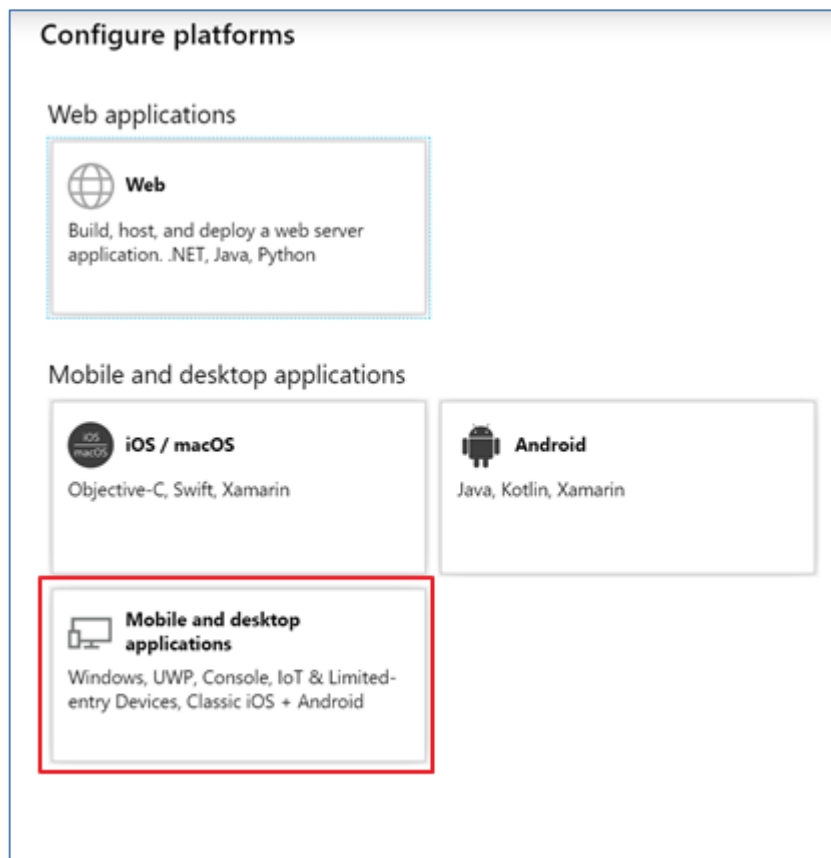 Configure platforms
Web applications
Web
Build, host, and deploy a web server
application. .NET, Java, Python
Mobile and desktop applications
iOS
macOS
iOS / macOS
Objective-C, Swift, Xamarin
Android
Java, Kotlin, Xamarin
Mobile and desktop
applications
Windows, UWP, Console, IoT & Limited-
entry Devices, Classic iOS + Android